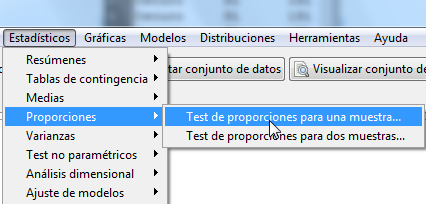 Estadísticos Gráficas Modelos Distribuciones Herramientas Ayuda
Resúmenes
Tablas de contingencia
tar conjunto de datos Visualizar conjunto de
Medias
Proporciones
Test de proporciones para una muestra...
Varianzas
Test de proporciones para dos muestras...
Test no paramétricos
Análisis dimensional
Ajuste de modelos